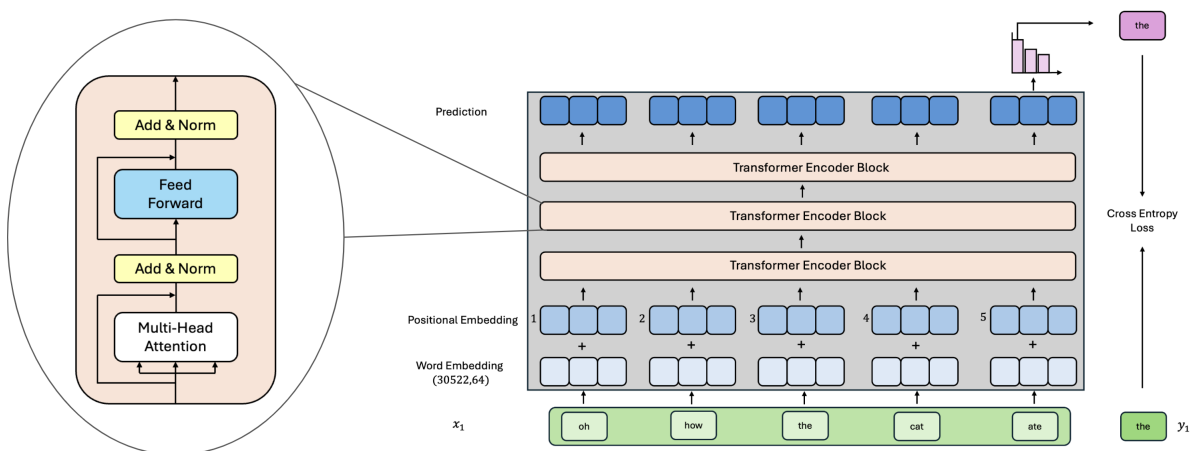 Add & Norm
Feed
Forward
Add & Norm
Multi-Head
Attention
the
Prediction
Transformer Encoder Block
Transformer Encoder Block
Transformer Encoder Block
Cross Entropy
Loss
Positional Embedding 1 2 3 4 5
+ + + + +
Word Embedding
(30522,64)
x₁ oh how the cat ate the y₁